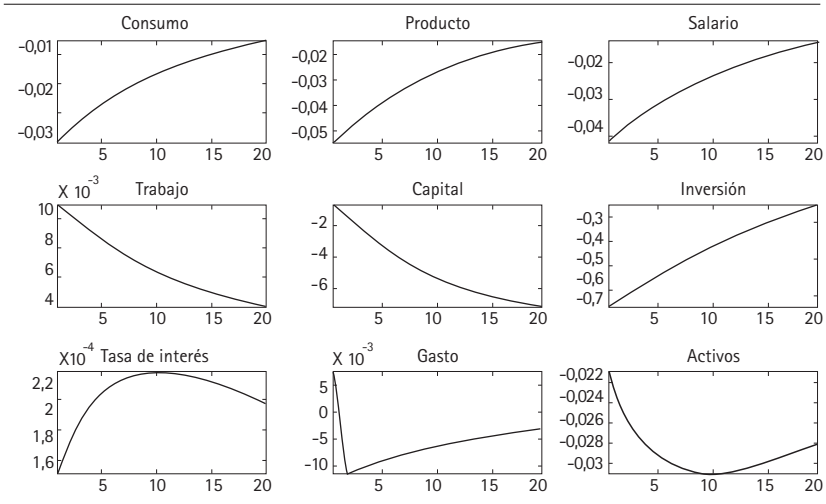 Consumo
−0,01
−0,02
−0,03
5 10 15 20
Producto
−0,02
−0,03
−0,04
−0,05
5 10 15 20
Salario
−0,02
−0,03
−0,04
5 10 15 20
X 10⁻³ Trabajo
10
8
6
4
5 10 15 20
Capital
−2
−4
−6
5 10 15 20
Inversión
−0,3
−0,4
−0,5
−0,6
−0,7
5 10 15 20
X10⁻⁴ Tasa de interés
2,2
2
1,8
1,6
5 10 15 20
X 10⁻³ Gasto
5
0
−5
−10
5 10 15 20
Activos
−0,022
−0,024
−0,026
−0,028
−0,03
5 10 15 20